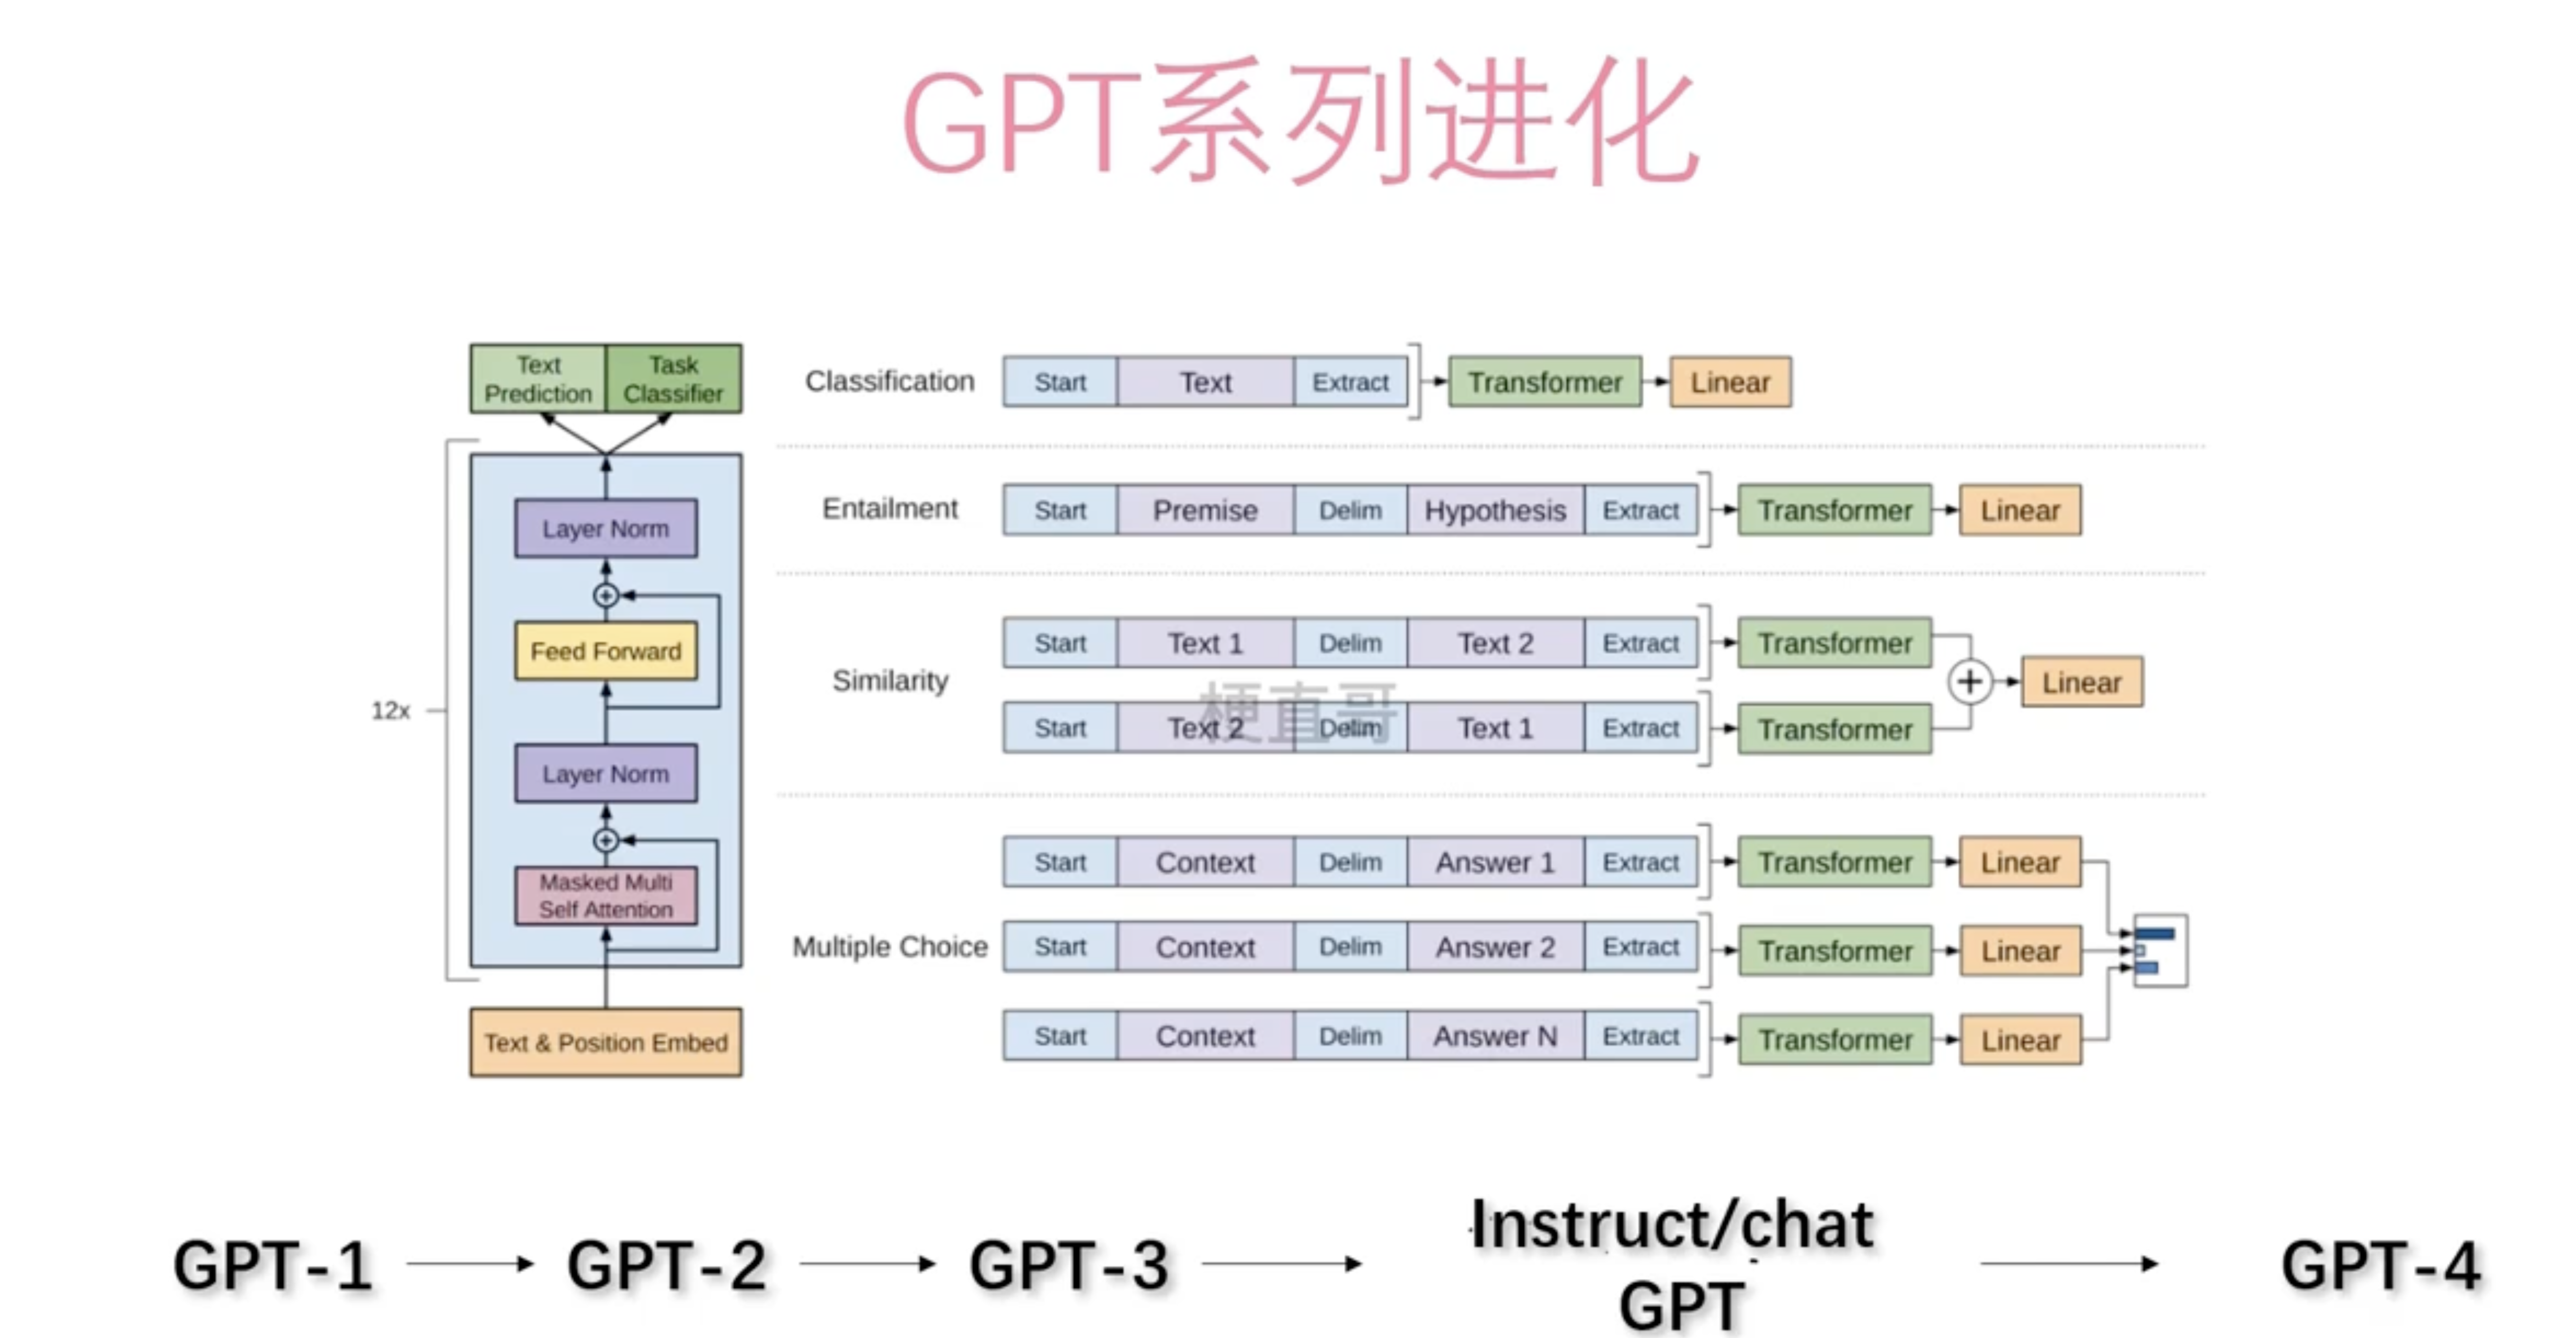 GPT系列进化
Text
Prediction
Task
Classifier
Layer Norm
Feed Forward
12x
Layer Norm
Masked Multi
Self Attention
Text & Position Embed
Classification
Start Text Extract Transformer Linear
Entailment
Start Premise Delim Hypothesis Extract Transformer Linear
Similarity
Start Text 1 Delim Text 2 Extract Transformer
Linear
Start Text 2 Delim Text 1 Extract Transformer
梗直哥
Multiple Choice
Start Context Delim Answer 1 Extract Transformer Linear
Start Context Delim Answer 2 Extract Transformer Linear
Start Context Delim Answer N Extract Transformer Linear
GPT-1
GPT-2
GPT-3
Instruct/chat
GPT
GPT-4